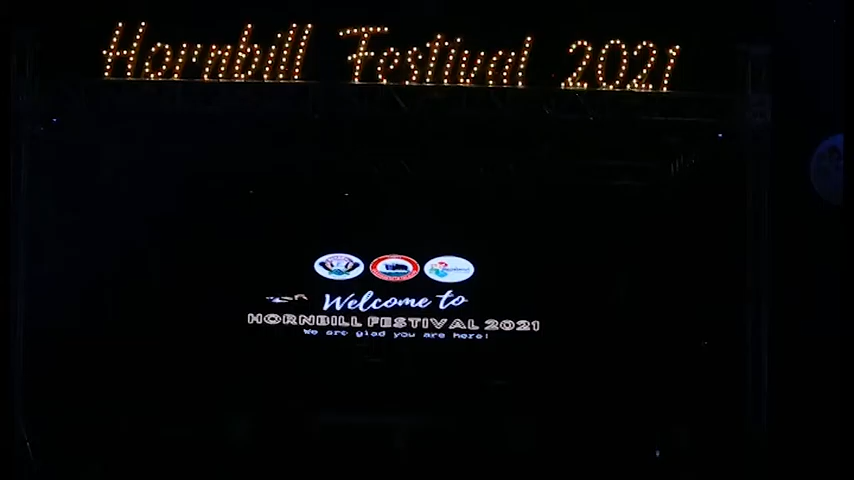 Hornbill Festival 2021
Welcome to
HORNBILL FESTIVAL 2021
We are glad you are here!